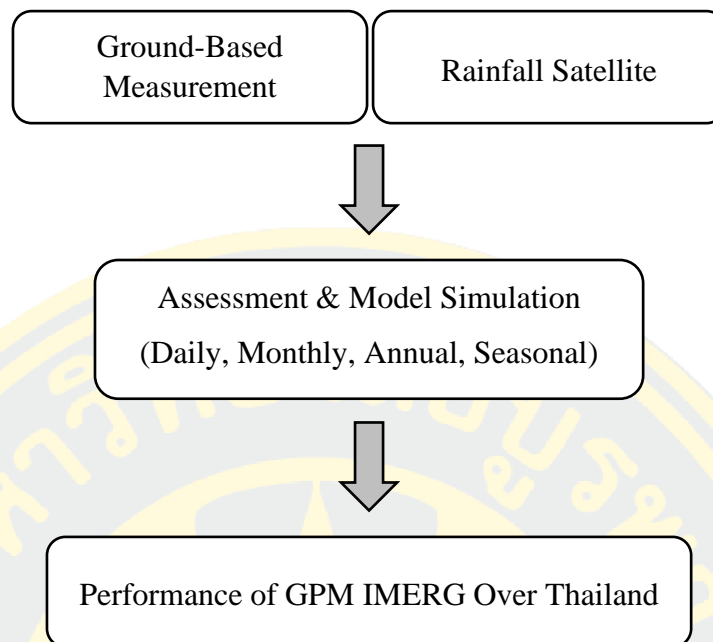 Ground-Based
Measurement
Rainfall Satellite
Assessment & Model Simulation
(Daily, Monthly, Annual, Seasonal)
Performance of GPM IMERG Over Thailand